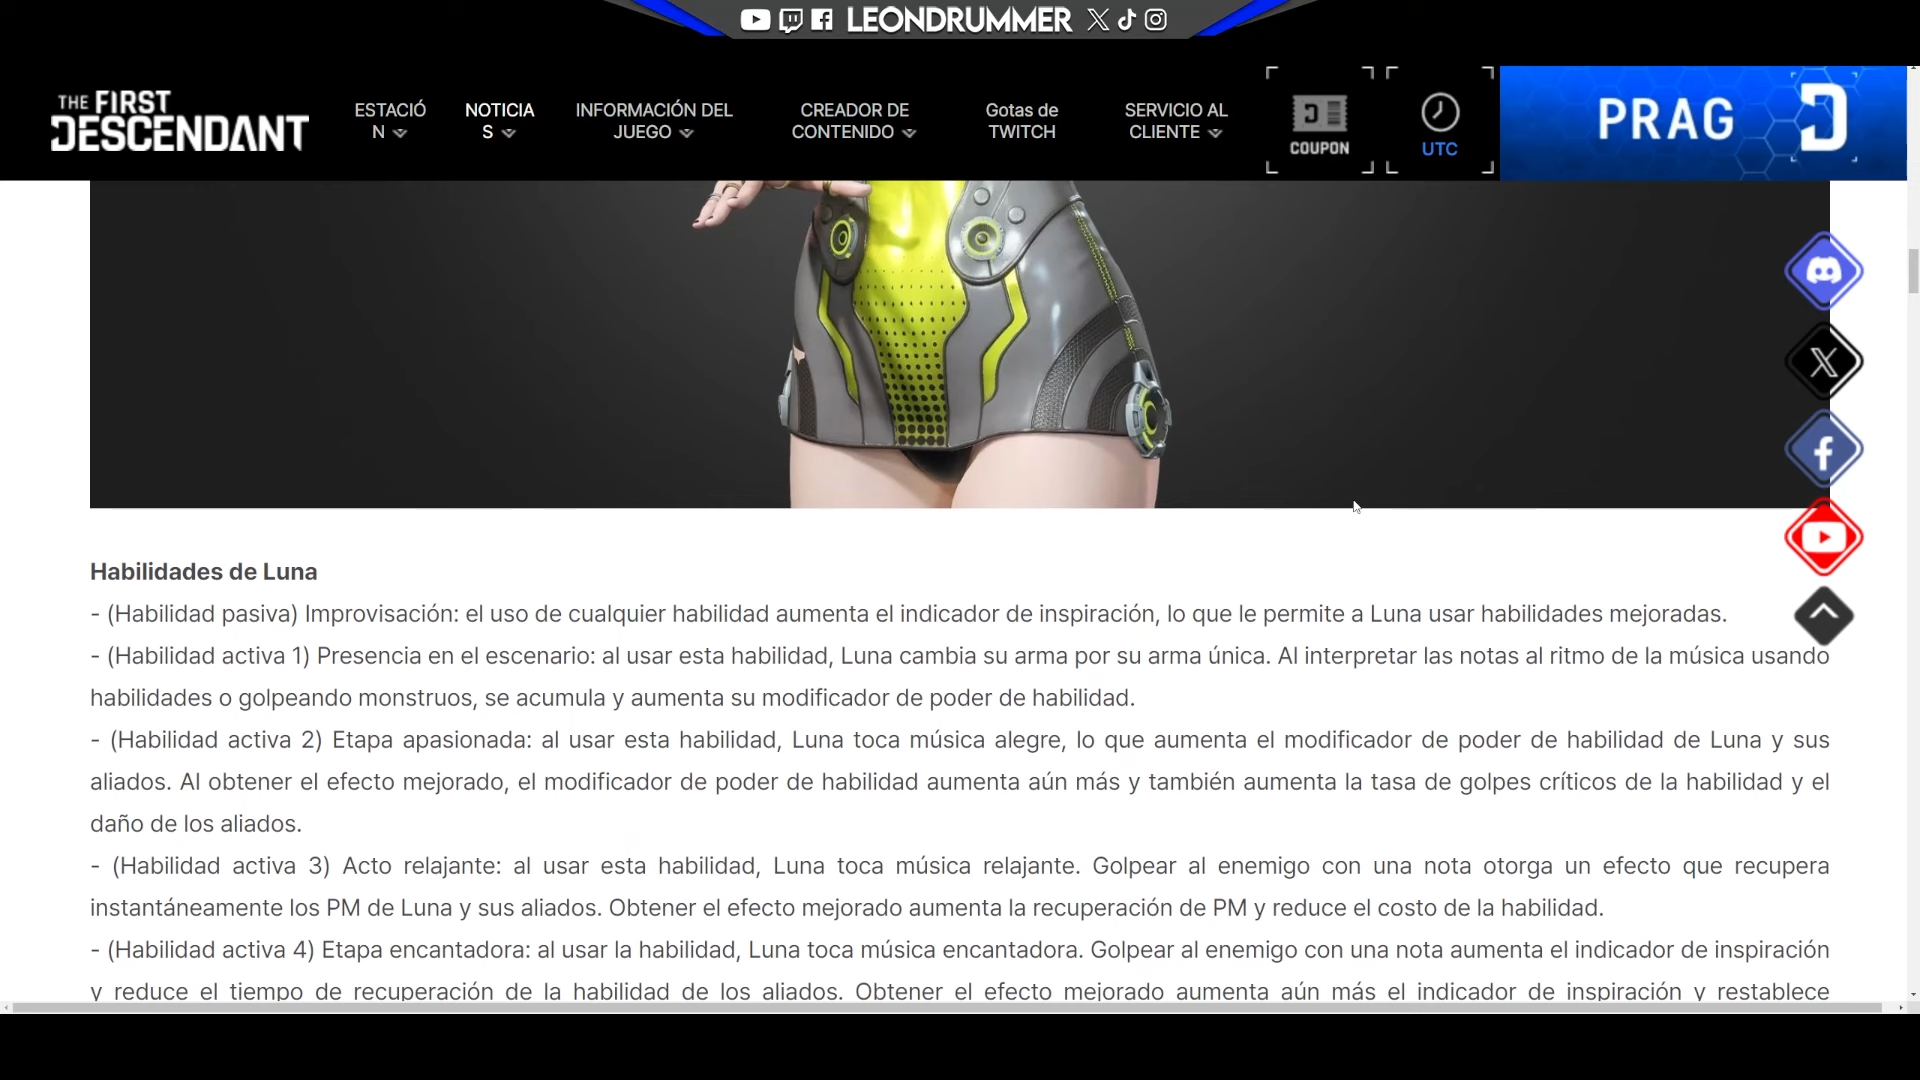 LEONDRUMMER
THE FIRST
DESCENDANT
ESTACIÓ
N
NOTICIA
S
INFORMACIÓN DEL
JUEGO
CREADOR DE
CONTENIDO
Gotas de
TWITCH
SERVICIO AL
CLIENTE
COUPON
UTC
PRAG
Habilidades de Luna
- (Habilidad pasiva) Improvisación: el uso de cualquier habilidad aumenta el indicador de inspiración, lo que le permite a Luna usar habilidades mejoradas.
- (Habilidad activa 1) Presencia en el escenario: al usar esta habilidad, Luna cambia su arma por su arma única. Al interpretar las notas al ritmo de la música usando
habilidades o golpeando monstruos, se acumula y aumenta su modificador de poder de habilidad.
- (Habilidad activa 2) Etapa apasionada: al usar esta habilidad, Luna toca música alegre, lo que aumenta el modificador de poder de habilidad de Luna y sus
aliados. Al obtener el efecto mejorado, el modificador de poder de habilidad aumenta aún más y también aumenta la tasa de golpes críticos de la habilidad y el
daño de los aliados.
- (Habilidad activa 3) Acto relajante: al usar esta habilidad, Luna toca música relajante. Golpear al enemigo con una nota otorga un efecto que recupera
instantáneamente los PM de Luna y sus aliados. Obtener el efecto mejorado aumenta la recuperación de PM y reduce el costo de la habilidad.
- (Habilidad activa 4) Etapa encantadora: al usar la habilidad, Luna toca música encantadora. Golpear al enemigo con una nota aumenta el indicador de inspiración
y reduce el tiempo de recuperación de la habilidad de los aliados. Obtener el efecto mejorado aumenta aún más el indicador de inspiración y restablece